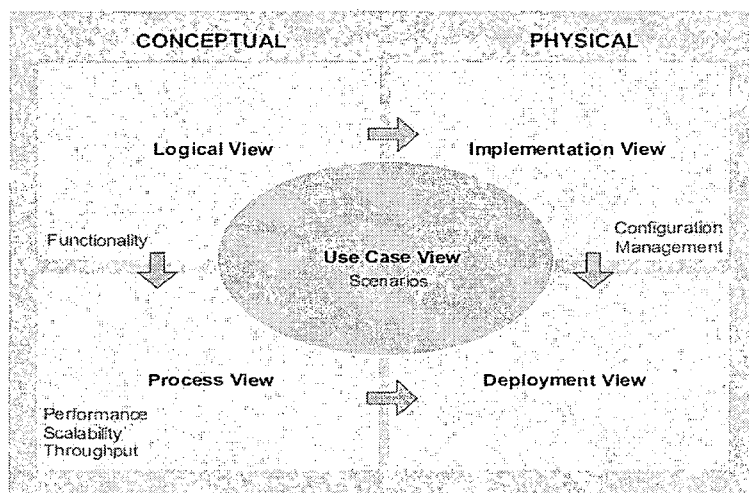 CONCEPTUAL
PHYSICAL
Logical View
Implementation View
Functionality
Configuration
Management
Use Case View
Scenarios
Process View
Deployment View
Performance
Scalability
Throughput